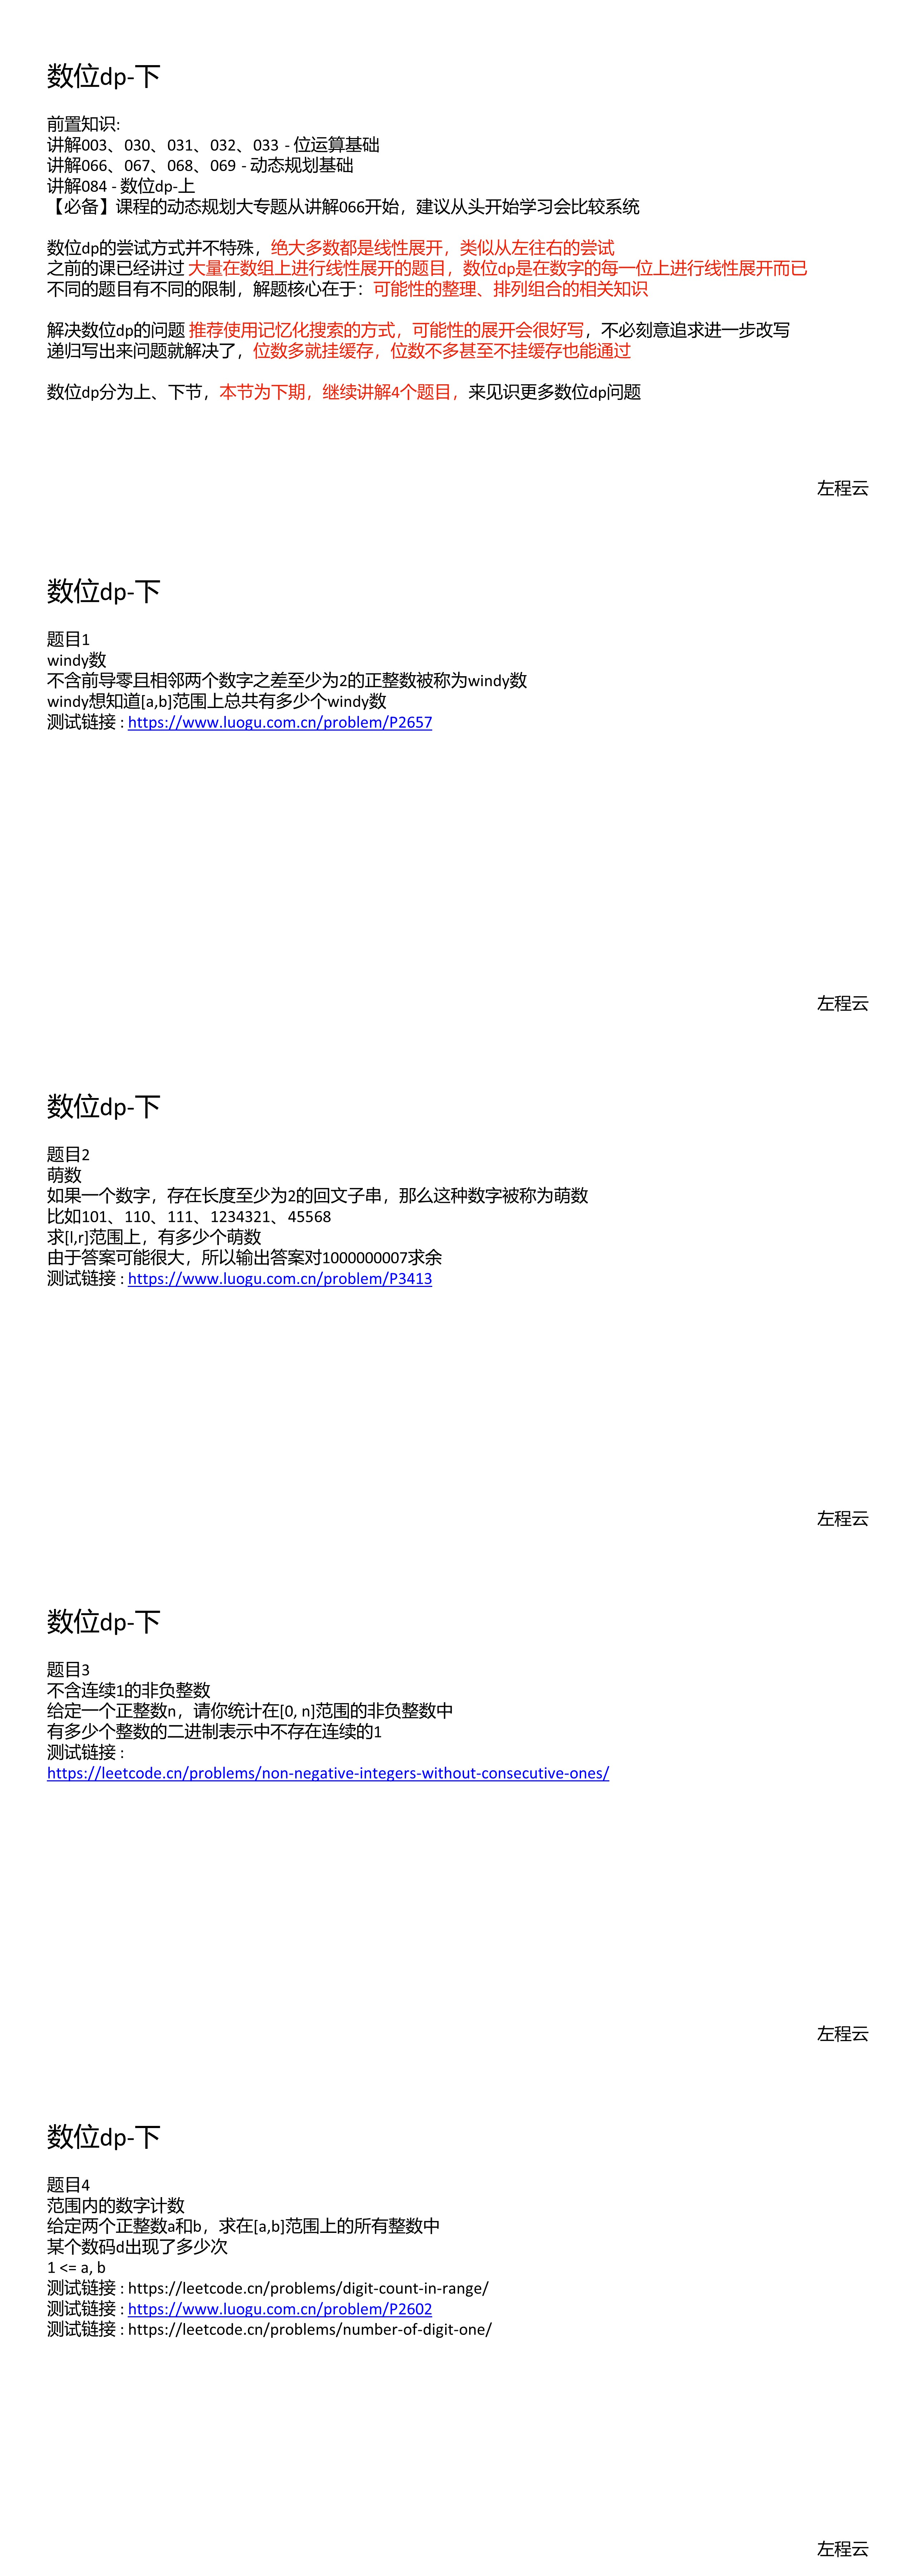 数位dp-下
前置知识:
讲解003、030、031、032、033 - 位运算基础
讲解066、067、068、069 - 动态规划基础
讲解084 - 数位dp-上
【必备】课程的动态规划大专题从讲解066开始，建议从头开始学习会比较系统
数位dp的尝试方式并不特殊，绝大多数都是线性展开，类似从左往右的尝试
之前的课已经讲过 大量在数组上进行线性展开的题目，数位dp是在数字的每一位上进行线性展开而已
不同的题目有不同的限制，解题核心在于：可能性的整理、排列组合的相关知识
解决数位dp的问题 推荐使用记忆化搜索的方式，可能性的展开会很好写，不必刻意追求进一步改写
递归写出来问题就解决了，位数多就挂缓存，位数不多甚至不挂缓存也能通过
数位dp分为上、下节，本节为下期，继续讲解4个题目，来见识更多数位dp问题
左程云
数位dp-下
题目1
windy数
不含前导零且相邻两个数字之差至少为2的正整数被称为windy数
windy想知道[a,b]范围上总共有多少个windy数
测试链接 : https://www.luogu.com.cn/problem/P2657
左程云
数位dp-下
题目2
萌数
如果一个数字，存在长度至少为2的回文子串，那么这种数字被称为萌数
比如101、110、111、1234321、45568
求[l,r]范围上，有多少个萌数
由于答案可能很大，所以输出答案对1000000007求余
测试链接 : https://www.luogu.com.cn/problem/P3413
左程云
数位dp-下
题目3
不含连续1的非负整数
给定一个正整数n，请你统计在[0, n]范围的非负整数中
有多少个整数的二进制表示中不存在连续的1
测试链接 :
https://leetcode.cn/problems/non-negative-integers-without-consecutive-ones/
左程云
数位dp-下
题目4
范围内的数字计数
给定两个正整数a和b，求在[a,b]范围上的所有整数中
某个数码d出现了多少次
1 <= a, b
测试链接 : https://leetcode.cn/problems/digit-count-in-range/
测试链接 : https://www.luogu.com.cn/problem/P2602
测试链接 : https://leetcode.cn/problems/number-of-digit-one/
左程云